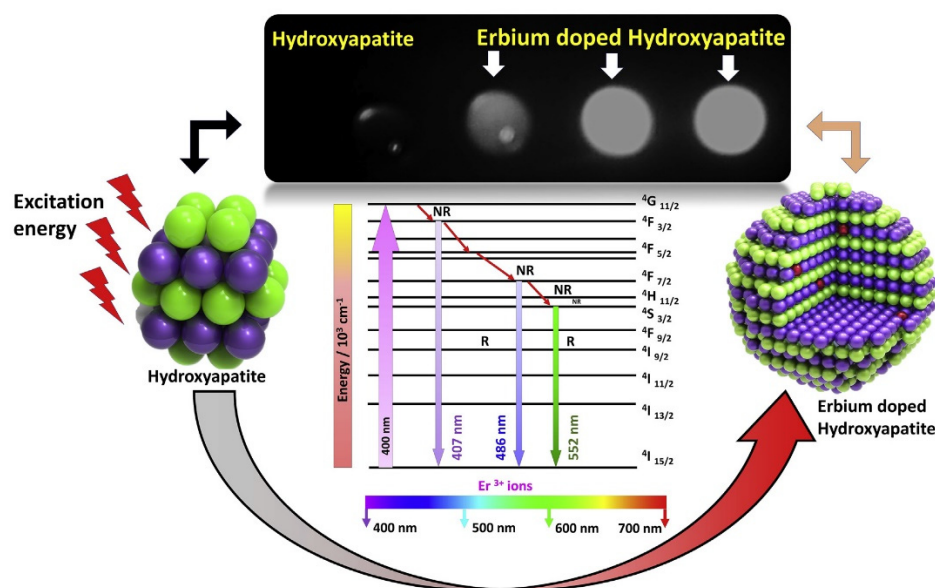 Hydroxyapatite
Erbium doped Hydroxyapatite
Excitation
energy
Hydroxyapatite
Energy / 10³ cm⁻¹
400 nm
NR
NR
NR
NR
R
R
407 nm
486 nm
552 nm
⁴G 11/2
⁴F 3/2
⁴F 5/2
⁴F 7/2
⁴H 11/2
⁴S 3/2
⁴F 9/2
⁴I 9/2
⁴I 11/2
⁴I 13/2
⁴I 15/2
Erbium doped
Hydroxyapatite
Er ³⁺ ions
400 nm 500 nm 600 nm 700 nm